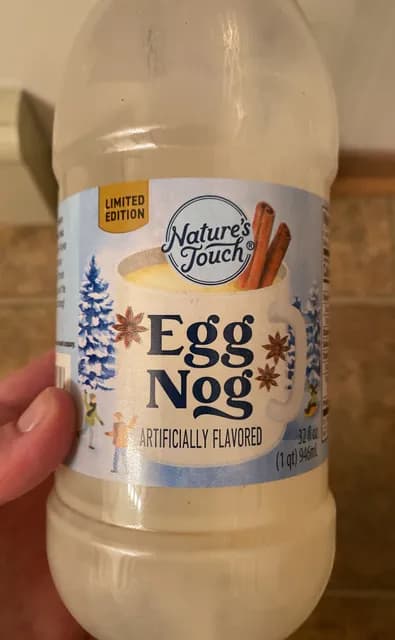 LIMITED
EDITION
Nature's
Touch®
Egg
Nog
ARTIFICIALLY FLAVORED
32 fl oz
(1 qt) 946mL